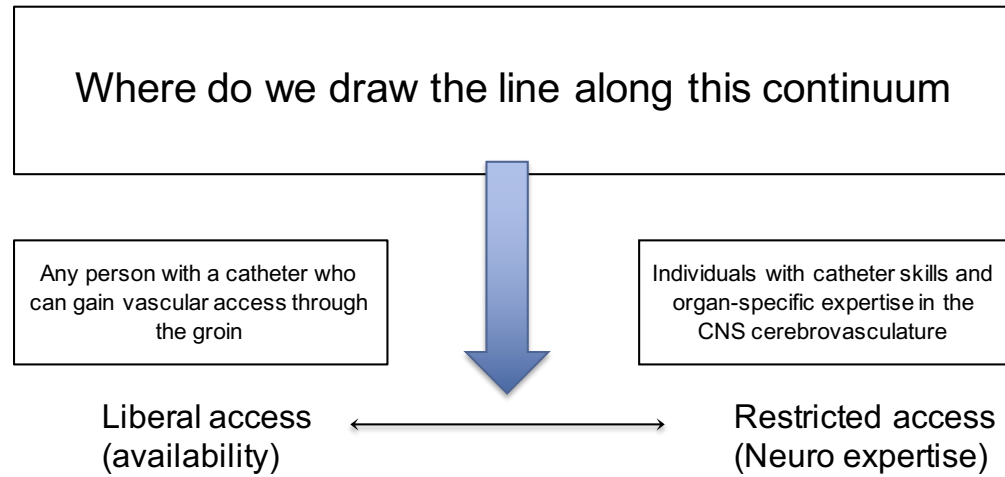 Where do we draw the line along this continuum
Any person with a catheter who
can gain vascular access through
the groin
Individuals with catheter skills and
organ-specific expertise in the
CNS cerebrovasculature
Liberal access
(availability)
Restricted access
(Neuro expertise)